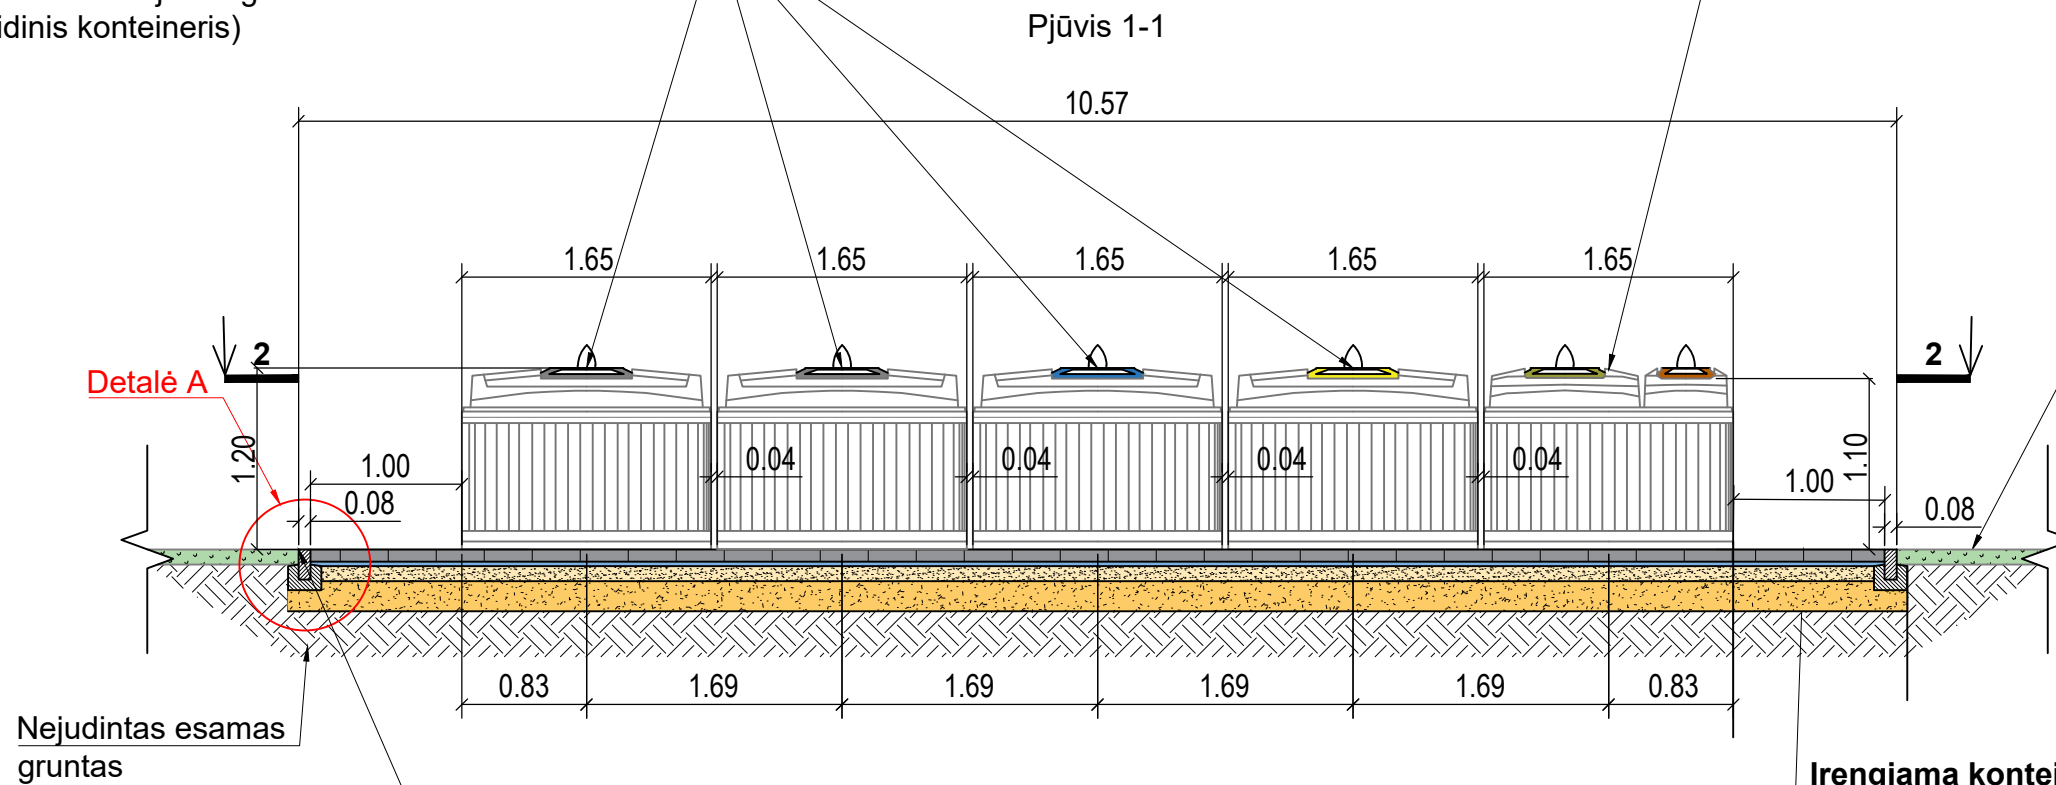 idinis konteineris)
Pjūvis 1-1
10.57
1.65 1.65 1.65 1.65 1.65
2 2
Detalė A
1.20 1.00 0.04 0.04 0.04 0.04 1.10
0.08 1.00 0.08
0.83 1.69 1.69 1.69 1.69 0.83
Nejudintas esamas
gruntas
Įrengiama kontei